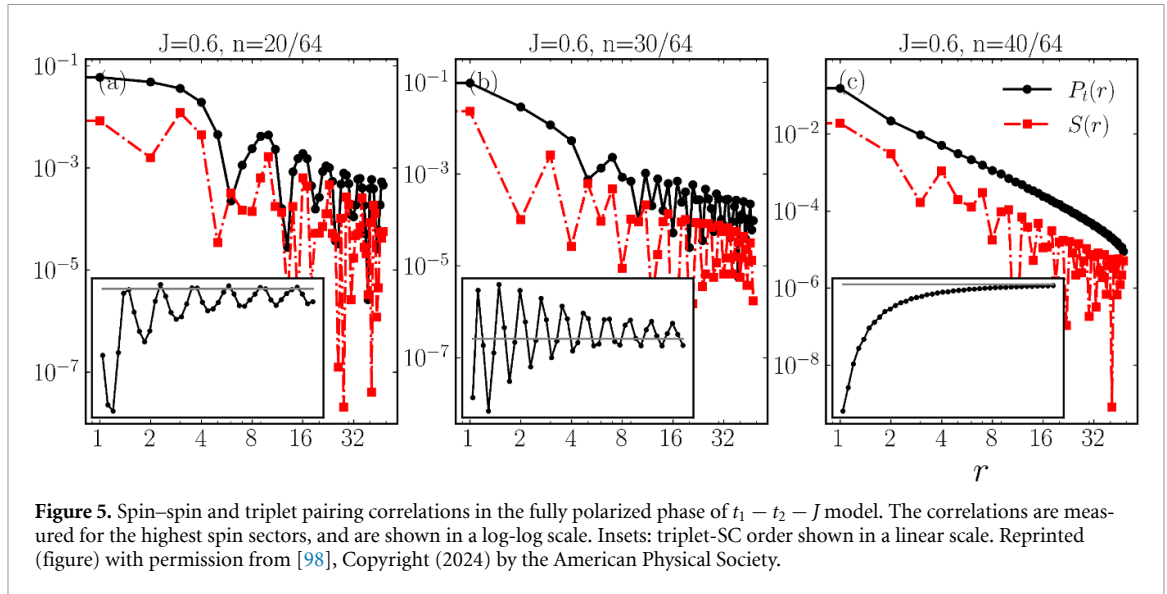 J=0.6, n=20/64
J=0.6, n=30/64
J=0.6, n=40/64
(a)
(b)
(c)
P_t(r)
S(r)
10^{-1}
10^{-3}
10^{-5}
10^{-7}
10^{-1}
10^{-3}
10^{-5}
10^{-7}
10^{-2}
10^{-4}
10^{-6}
10^{-8}
1 2 4 8 16 32
1 2 4 8 16 32
1 2 4 8 16 32
r
Figure 5. Spin–spin and triplet pairing correlations in the fully polarized phase of t_1 − t_2 − J model. The correlations are meas-
ured for the highest spin sectors, and are shown in a log-log scale. Insets: triplet-SC order shown in a linear scale. Reprinted
(figure) with permission from [98], Copyright (2024) by the American Physical Society.